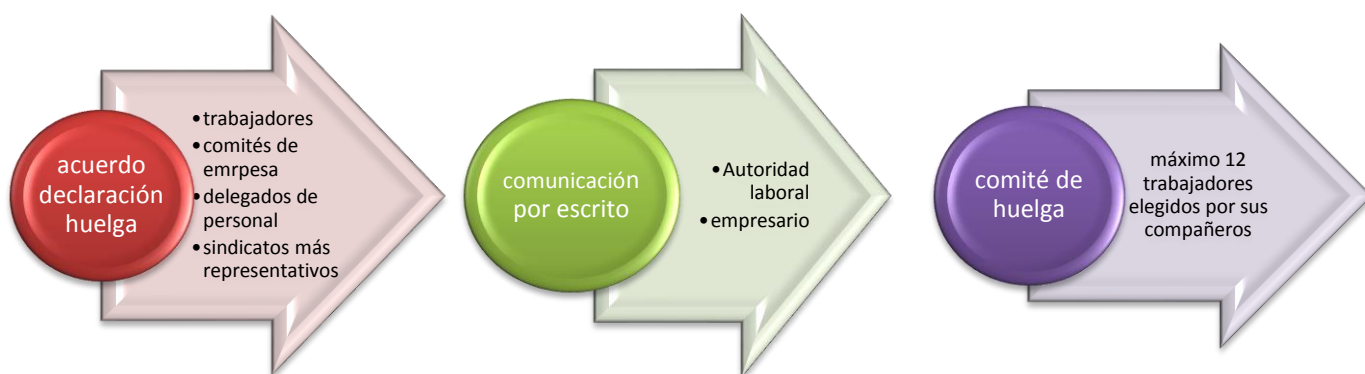 acuerdo
declaración
huelga
•trabajadores
•comités de
emrpesa
•delegados de
personal
•sindicatos más
representativos
comunicación
por escrito
•Autoridad
laboral
•empresario
comité de
huelga
máximo 12
trabajadores
elegidos por sus
compañeros